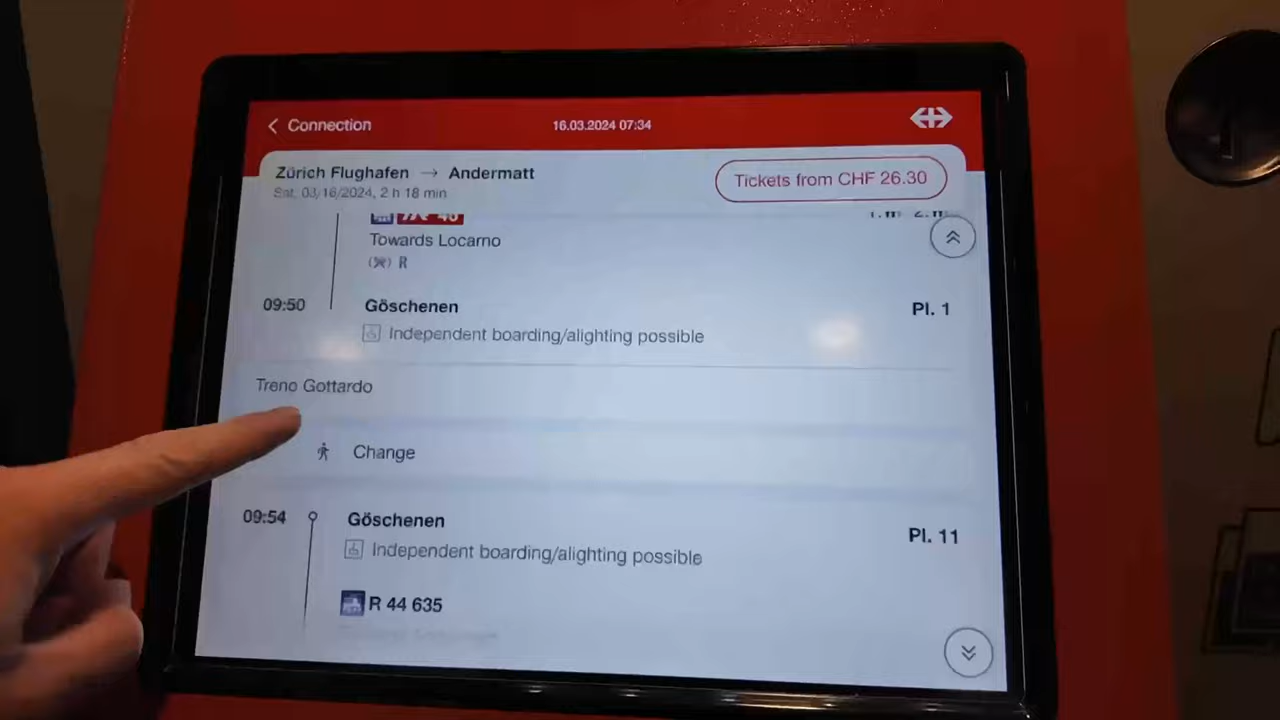 Connection
16.03.2024 07:34
Zürich Flughafen → Andermatt
Tickets from CHF 26.30
Sat. 03/16/2024, 2 h 18 min
Towards Locarno
R
09:50 Göschenen Pl. 1
Independent boarding/alighting possible
Treno Gottardo
Change
09:54 Göschenen Pl. 11
Independent boarding/alighting possible
R 44 635